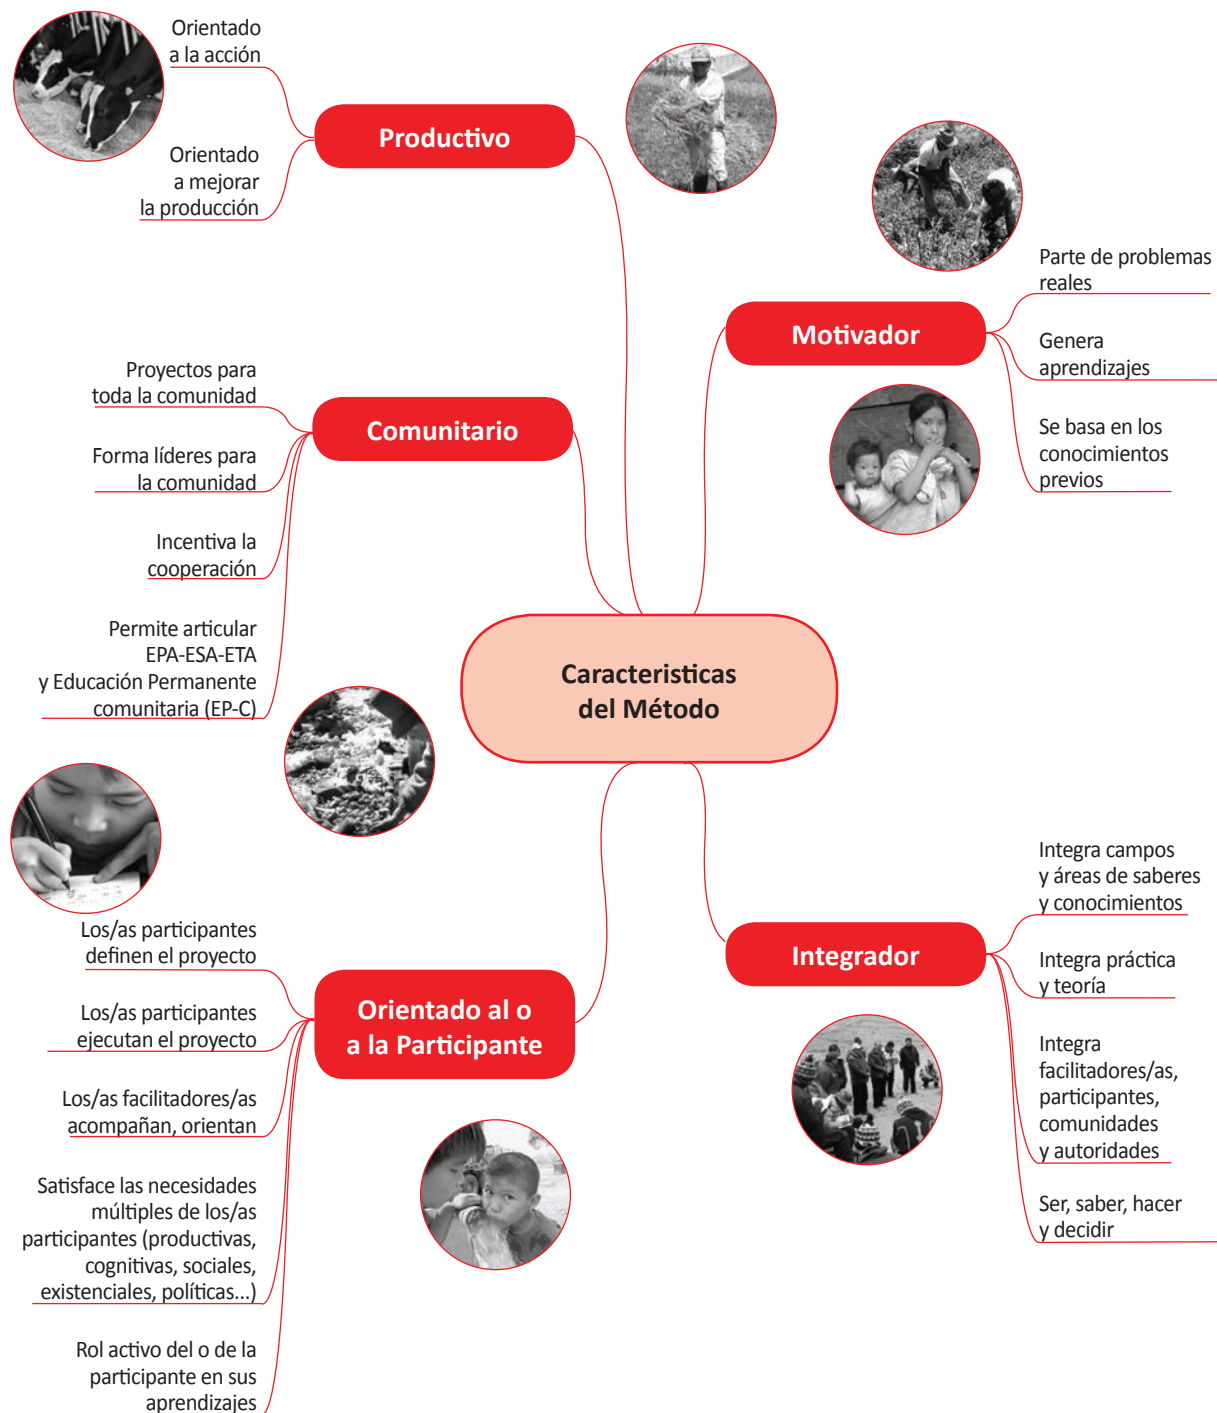 Orientado
a la acción
Productivo
Orientado
a mejorar
la producción
Parte de problemas
reales
Motivador
Genera
aprendizajes
Se basa en los
conocimientos
previos
Proyectos para
toda la comunidad
Comunitario
Forma líderes para
la comunidad
Incentiva la
cooperación
Permite articular
EPA-ESA-ETA
y Educación Permanente
comunitaria (EP-C)
Caracteristicas
del Método
Integra campos
y áreas de saberes
y conocimientos
Integrador
Integra práctica
y teoría
Integra
facilitadores/as,
participantes,
comunidades
y autoridades
Ser, saber, hacer
y decidir
Los/as participantes
definen el proyecto
Orientado al o
a la Participante
Los/as participantes
ejecutan el proyecto
Los/as facilitadores/as
acompañan, orientan
Satisface las necesidades
múltiples de los/as
participantes (productivas,
cognitivas, sociales,
existenciales, políticas...)
Rol activo del o de la
participante en sus
aprendizajes